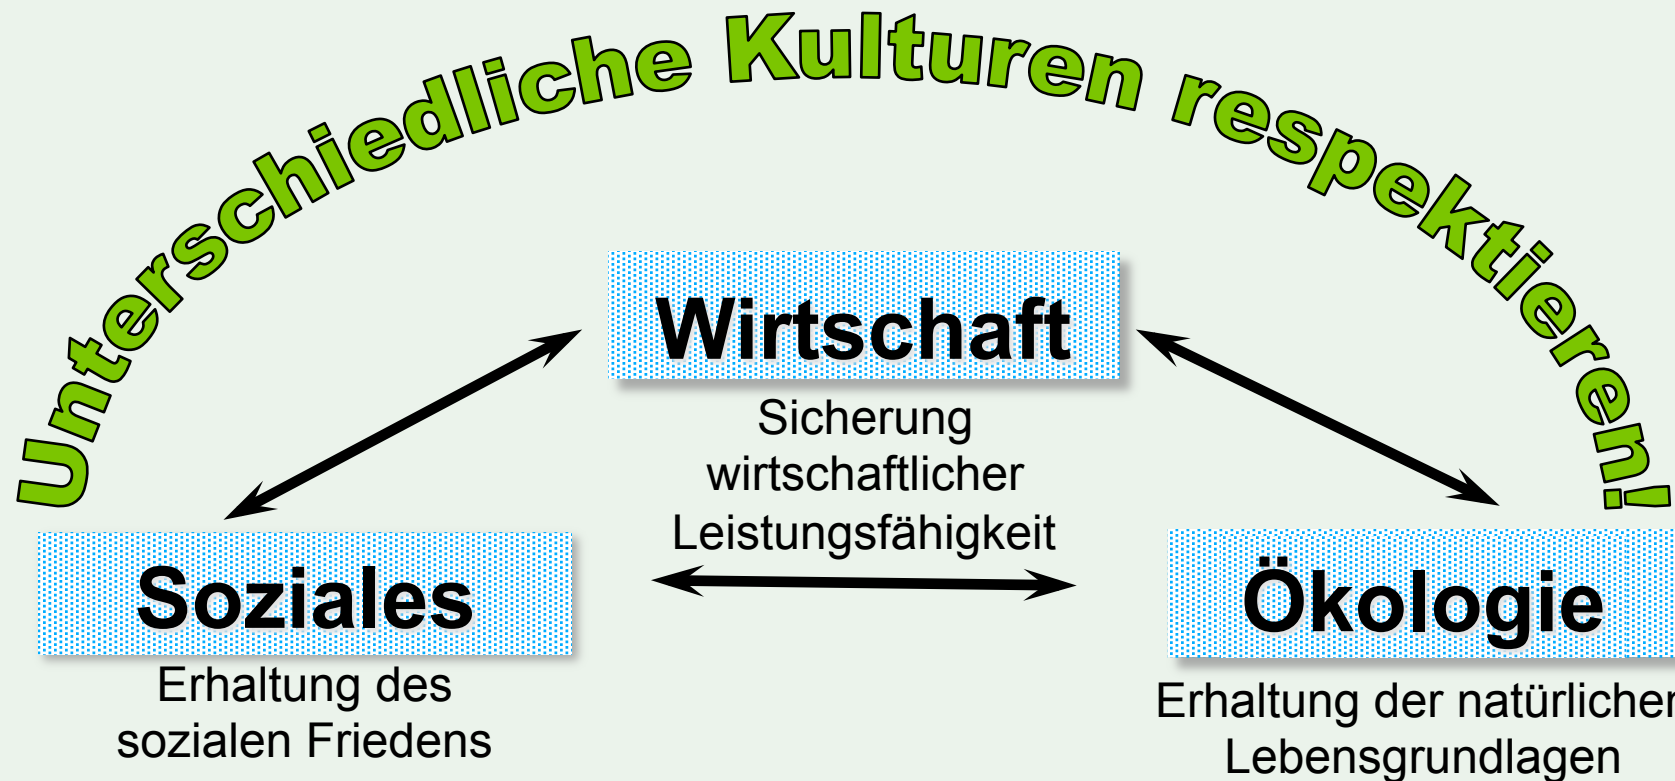 Unterschiedliche Kulturen respektieren!
Wirtschaft
Sicherung
wirtschaftlicher
Leistungsfähigkeit
Soziales
Erhaltung des
sozialen Friedens
Ökologie
Erhaltung der natürlichen
Lebensgrundlagen